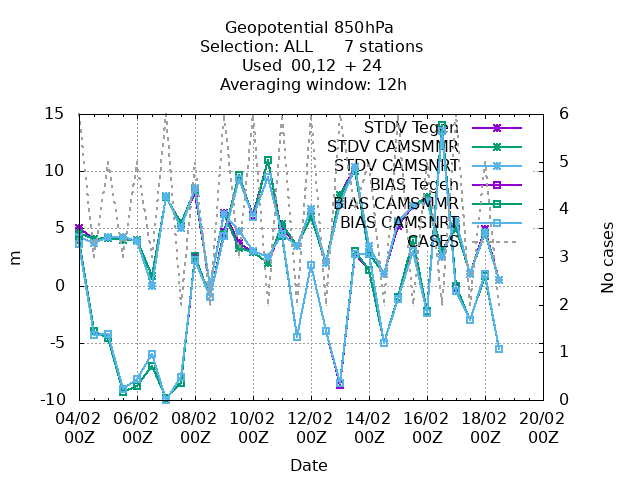 Geopotential 850hPa
Selection: ALL 7 stations
Used 00,12 + 24
Averaging window: 12h
STDV Tegen
STDV CAMSMMR
STDV CAMSNRT
BIAS Tegen
BIAS CAMSMMR
BIAS CAMSNRT
CASES
15
10
5
0
-5
-10
m
6
5
4
3
2
1
0
No cases
04/02 06/02 08/02 10/02 12/02 14/02 16/02 18/02 20/02
00Z 00Z 00Z 00Z 00Z 00Z 00Z 00Z 00Z
Date